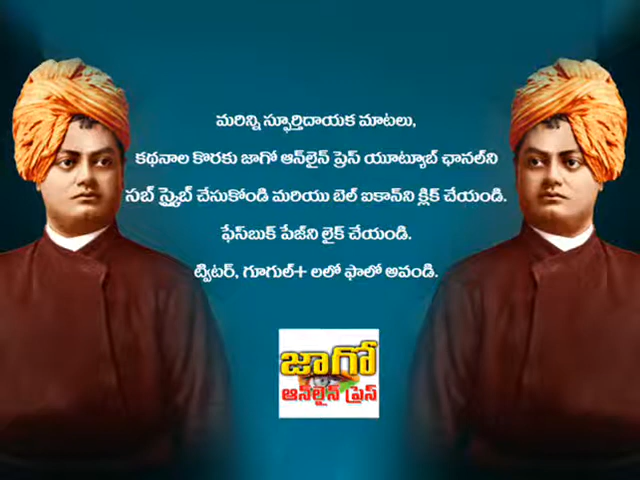 మరిన్ని స్ఫూర్తిదాయక మాటలు,
కథనాల కొరకు జాగో ఆన్‌లైన్ ప్రెస్ యూట్యూబ్ ఛానల్‌ని
సబ్ స్క్రైబ్ చేసుకోండి మరియు బెల్ ఐకాన్‌ని క్లిక్ చేయండి.
ఫేస్‌బుక్ పేజ్‌ని లైక్ చేయండి.
ట్విటర్, గూగుల్+ లలో ఫాలో అవండి.
జాగో
ఆన్‌లైన్ ప్రెస్